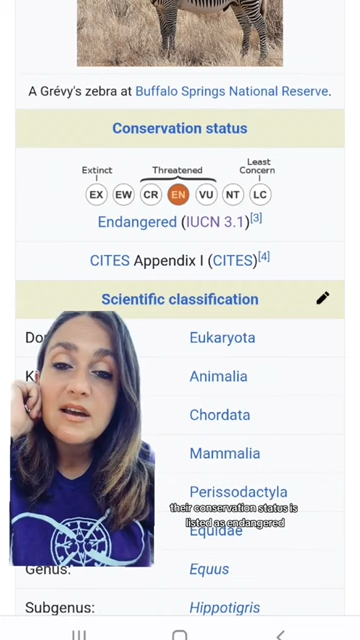 A Grévy's zebra at Buffalo Springs National Reserve.
Conservation status
Extinct
Threatened
Least Concern
EX EW CR EN VU NT LC
Endangered (IUCN 3.1)[3]
CITES Appendix I (CITES)[4]
Scientific classification
Eukaryota
Animalia
Chordata
Mammalia
Perissodactyla
their conservation status is
listed as endangered
Equidae
Genus: Equus
Subgenus: Hippotigris